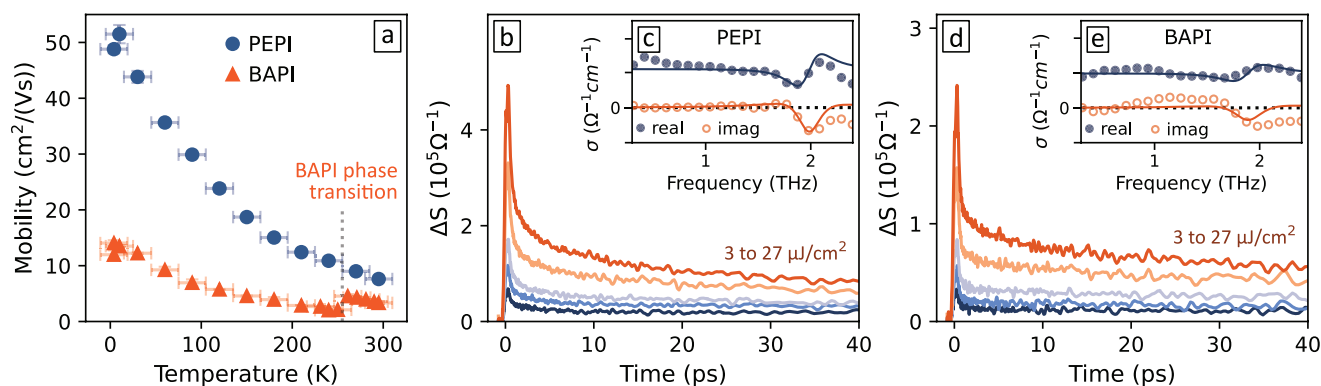 a
PEPI
BAPI
BAPI phase
transition
Mobility (cm²/(Vs))
50
40
30
20
10
0
0
100
200
300
Temperature (K)
b
ΔS (10⁵Ω⁻¹)
4
2
0
3 to 27 μJ/cm²
0
10
20
30
40
Time (ps)
c
PEPI
σ (Ω⁻¹cm⁻¹)
0
real
imag
1
2
Frequency (THz)
d
ΔS (10⁵Ω⁻¹)
3
2
1
0
3 to 27 μJ/cm²
0
10
20
30
40
Time (ps)
e
BAPI
σ (Ω⁻¹cm⁻¹)
0
real
imag
1
2
Frequency (THz)